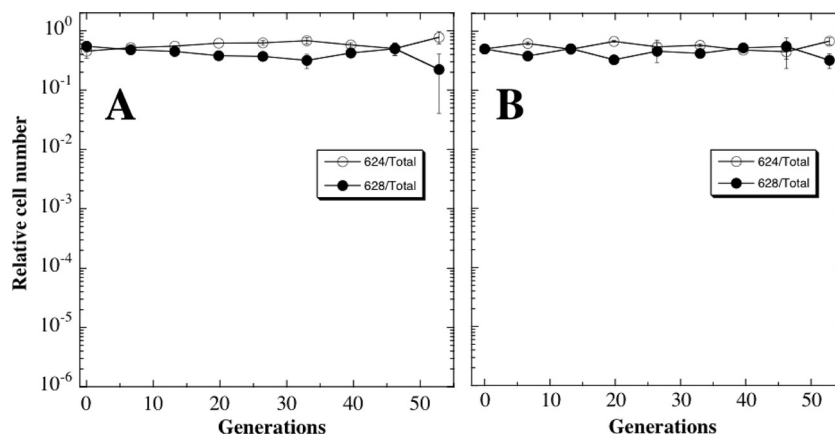 10^0
10^-1
10^-2
10^-3
10^-4
10^-5
10^-6
Relative cell number
A
624/Total
628/Total
0 10 20 30 40 50
Generations
B
624/Total
628/Total
0 10 20 30 40 50
Generations